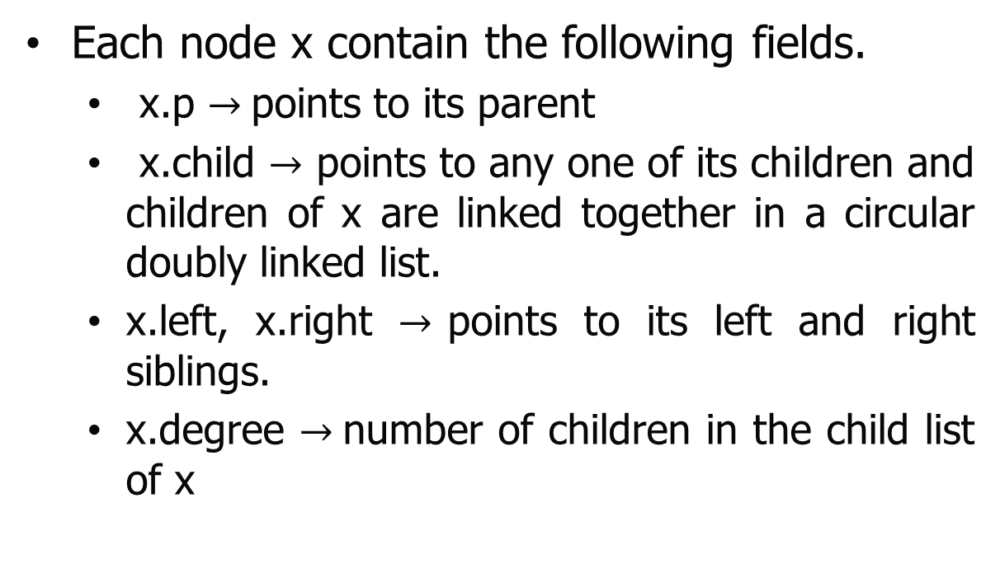 • Each node x contain the following fields.
• x.p → points to its parent
• x.child → points to any one of its children and
children of x are linked together in a circular
doubly linked list.
• x.left, x.right → points to its left and right
siblings.
• x.degree → number of children in the child list
of x